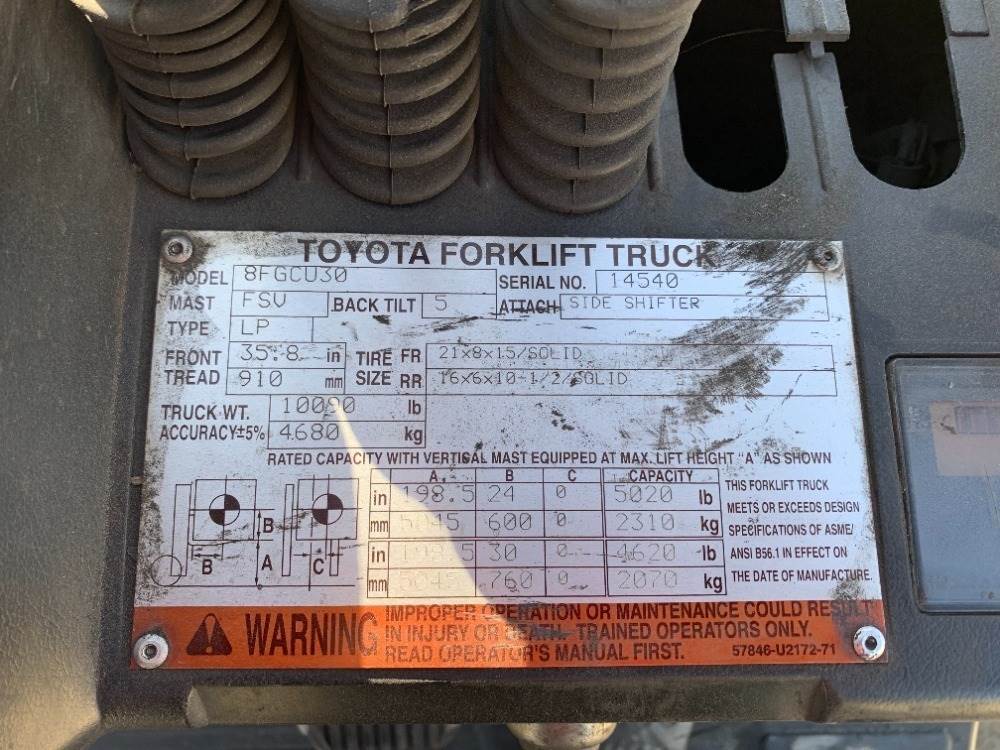 TOYOTA FORKLIFT TRUCK
MODEL 8FGCU30 SERIAL NO. 14540
MAST FSV BACK TILT 5 ATTACH SIDE SHIFTER
TYPE LP
FRONT TREAD 35.8 in TIRE SIZE FR 21x8x15/SOLID
910 mm RR 16x6x10-1/2/SOLID
TRUCK WT. 10090 lb
ACCURACY±5% 4680 kg
RATED CAPACITY WITH VERTICAL MAST EQUIPPED AT MAX. LIFT HEIGHT "A" AS SHOWN
A. B C CAPACITY
in 198.5 24 0 5020 lb
mm 5045 600 0 2310 kg
in 198.5 30 0 4620 lb
mm 5045 760 0 2070 kg
B
B A C
THIS FORKLIFT TRUCK
MEETS OR EXCEEDS DESIGN
SPECIFICATIONS OF ASME/
ANSI B56.1 IN EFFECT ON
THE DATE OF MANUFACTURE.
WARNING
IMPROPER OPERATION OR MAINTENANCE COULD RESULT
IN INJURY OR DEATH. TRAINED OPERATORS ONLY.
READ OPERATOR'S MANUAL FIRST. 57846-U2172-71